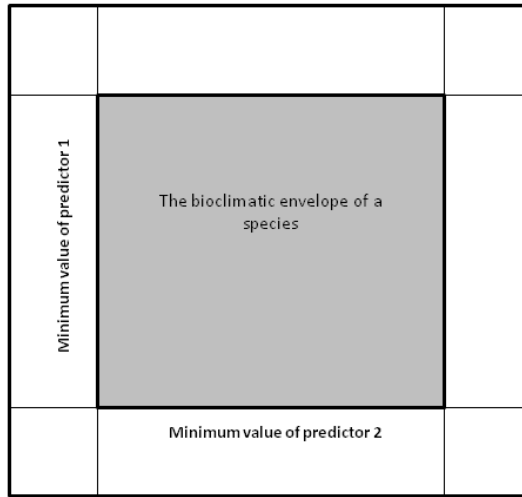 Minimum value of predictor 1
The bioclimatic envelope of a
species
Minimum value of predictor 2